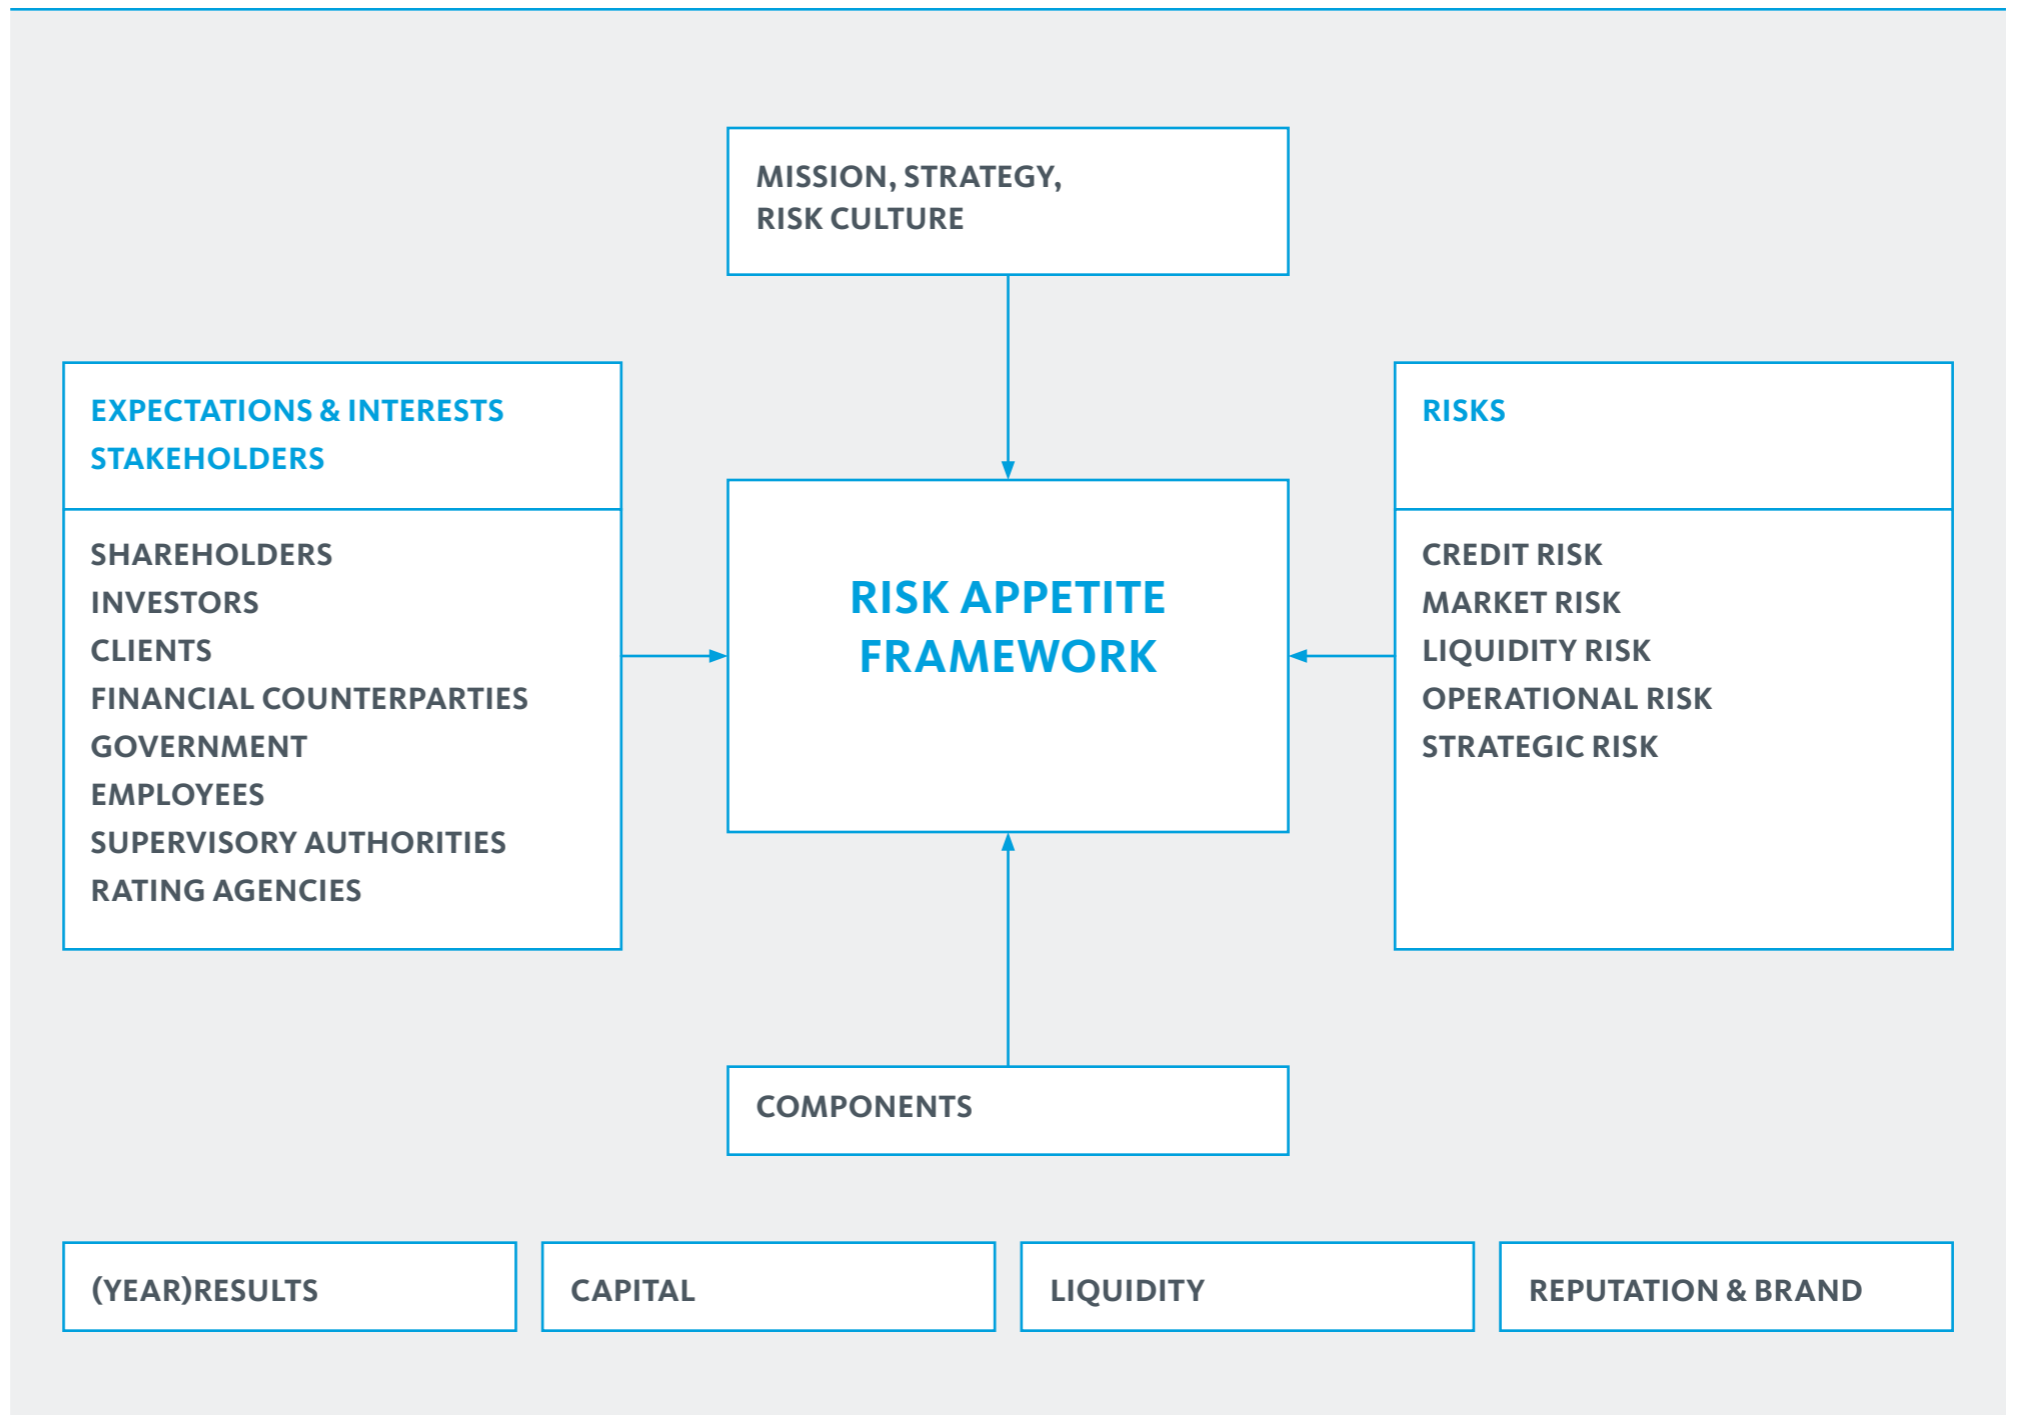 MISSION, STRATEGY,
RISK CULTURE
EXPECTATIONS & INTERESTS
STAKEHOLDERS
SHAREHOLDERS
INVESTORS
CLIENTS
FINANCIAL COUNTERPARTIES
GOVERNMENT
EMPLOYEES
SUPERVISORY AUTHORITIES
RATING AGENCIES
RISK APPETITE
FRAMEWORK
RISKS
CREDIT RISK
MARKET RISK
LIQUIDITY RISK
OPERATIONAL RISK
STRATEGIC RISK
COMPONENTS
(YEAR)RESULTS
CAPITAL
LIQUIDITY
REPUTATION & BRAND